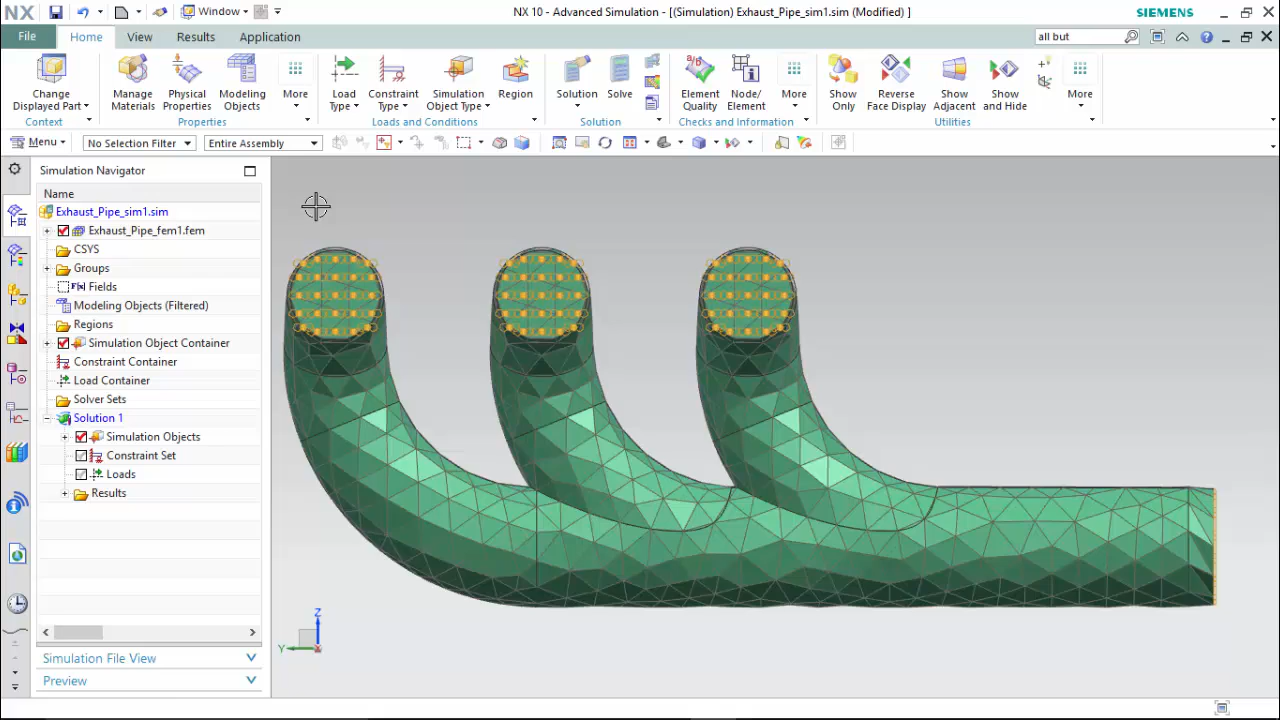 NX Window NX 10 - Advanced Simulation - [(Simulation) Exhaust_Pipe_sim1.sim (Modified) ] SIEMENS
File Home View Results Application all but
Change Displayed Part Manage Materials Physical Properties Modeling Objects More Load Type Constraint Type Simulation Object Type Region Solution Solve Element Quality Node/ Element More Show Only Reverse Face Display Show Adjacent Show and Hide More
Context Properties Loads and Conditions Solution Checks and Information Utilities
Menu No Selection Filter Entire Assembly
Simulation Navigator
Name
Exhaust_Pipe_sim1.sim
Exhaust_Pipe_fem1.fem
CSYS
Groups
F(x) Fields
Modeling Objects (Filtered)
Regions
Simulation Object Container
Constraint Container
Load Container
Solver Sets
Solution 1
Simulation Objects
Constraint Set
Loads
Results
Simulation File View
Preview
Z
Y
X